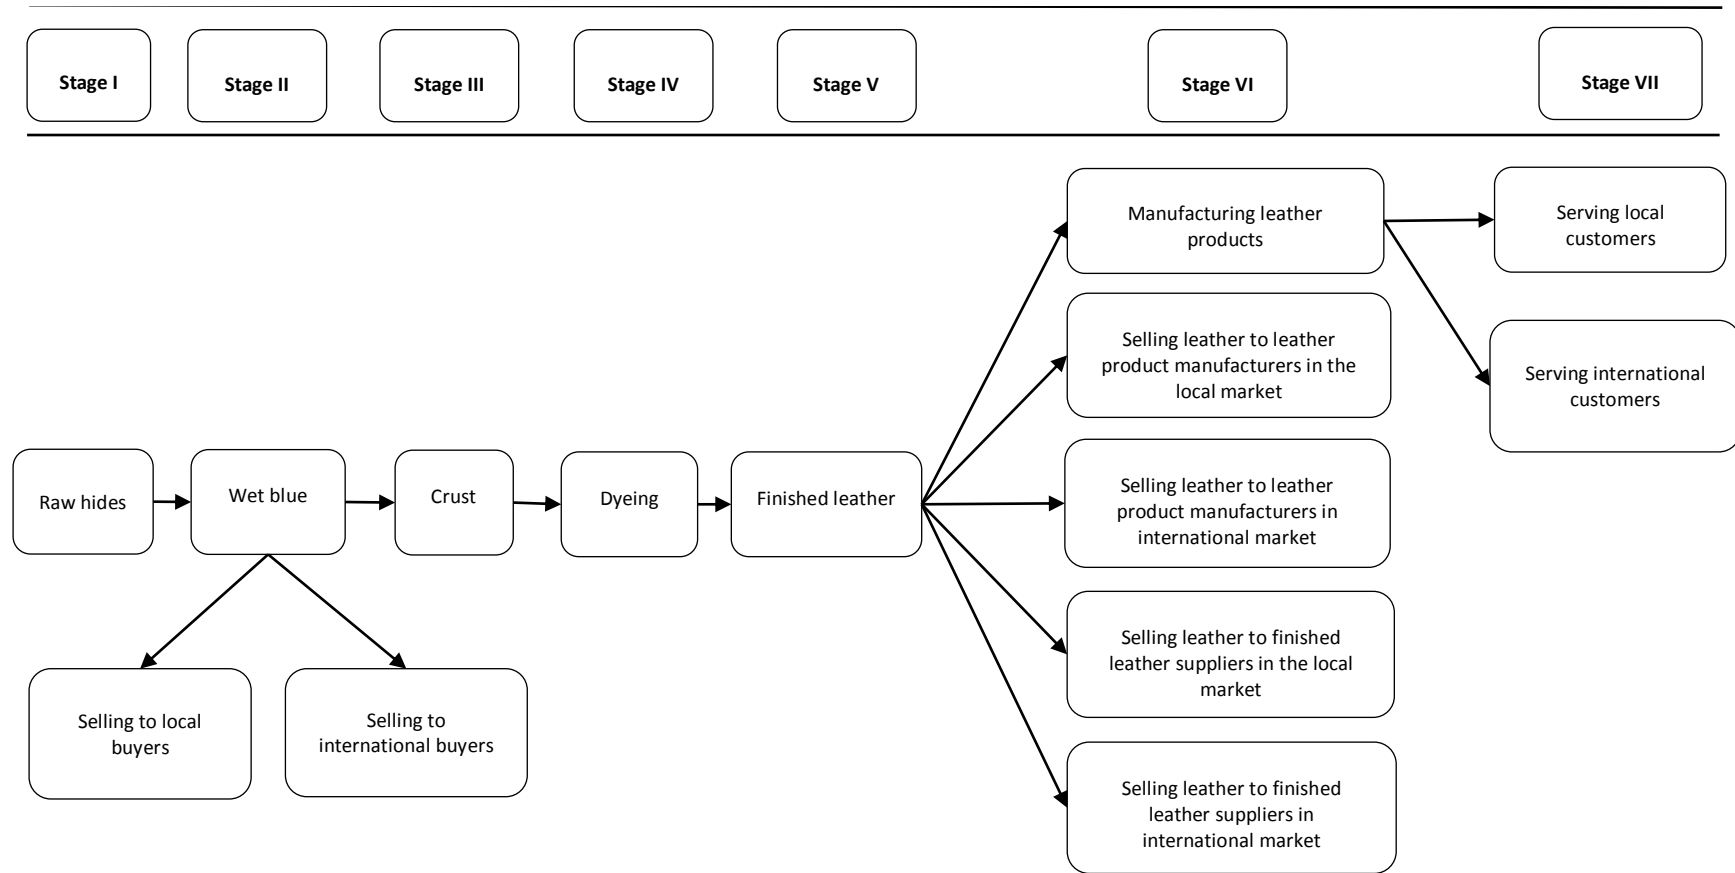 Stage I
Stage II
Stage III
Stage IV
Stage V
Stage VI
Stage VII
Raw hides
Wet blue
Crust
Dyeing
Finished leather
Selling to local
buyers
Selling to
international buyers
Manufacturing leather
products
Selling leather to leather
product manufacturers in the
local market
Selling leather to leather
product manufacturers in
international market
Selling leather to finished
leather suppliers in the local
market
Selling leather to finished
leather suppliers in
international market
Serving local
customers
Serving international
customers